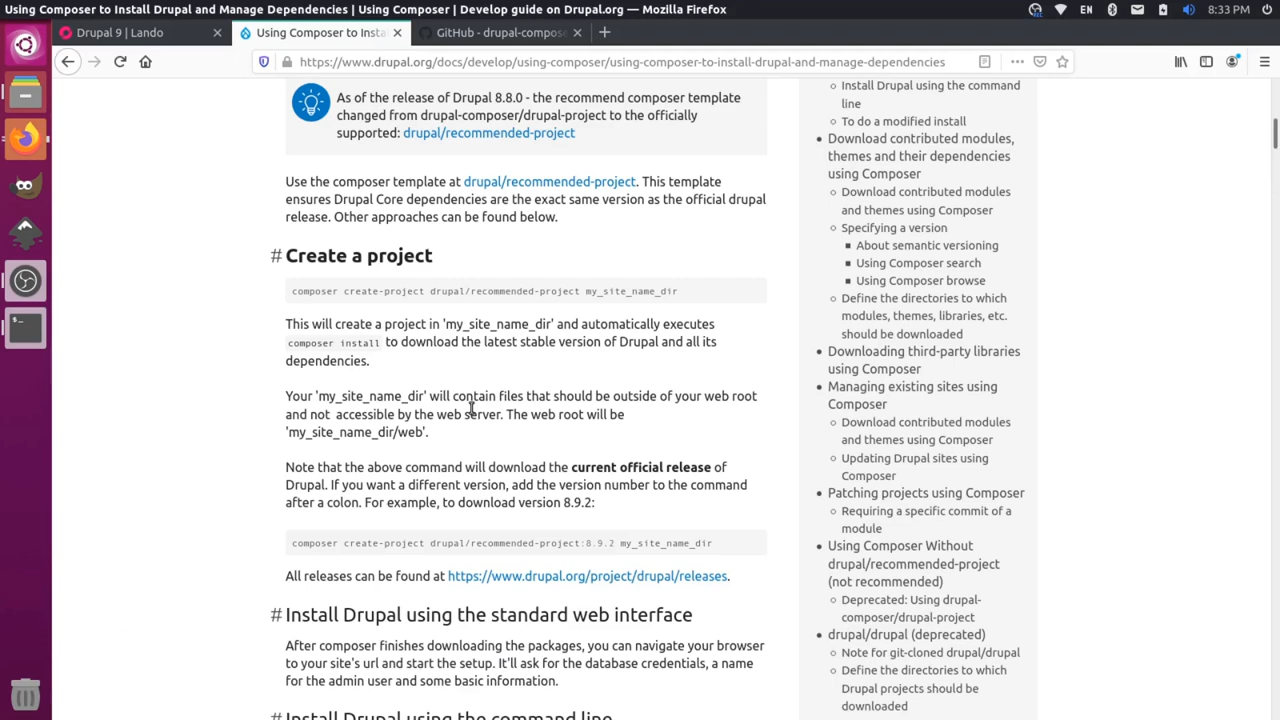 Using Composer to Install Drupal and Manage Dependencies | Using Composer | Develop guide on Drupal.org — Mozilla Firefox
EN
8:33 PM
Drupal 9 | Lando
Using Composer to Insta
GitHub - drupal-compos
https://www.drupal.org/docs/develop/using-composer/using-composer-to-install-drupal-and-manage-dependencies
As of the release of Drupal 8.8.0 - the recommend composer template
changed from drupal-composer/drupal-project to the officially
supported: drupal/recommended-project
Use the composer template at drupal/recommended-project. This template
ensures Drupal Core dependencies are the exact same version as the official drupal
release. Other approaches can be found below.
# Create a project
composer create-project drupal/recommended-project my_site_name_dir
This will create a project in 'my_site_name_dir' and automatically executes
composer install to download the latest stable version of Drupal and all its
dependencies.
Your 'my_site_name_dir' will contain files that should be outside of your web root
and not accessible by the web server. The web root will be
'my_site_name_dir/web'.
Note that the above command will download the current official release of
Drupal. If you want a different version, add the version number to the command
after a colon. For example, to download version 8.9.2:
composer create-project drupal/recommended-project:8.9.2 my_site_name_dir
All releases can be found at https://www.drupal.org/project/drupal/releases.
# Install Drupal using the standard web interface
After composer finishes downloading the packages, you can navigate your browser
to your site's url and start the setup. It'll ask for the database credentials, a name
for the admin user and some basic information.
# Install Drupal using the command line
Install Drupal using the command
line
To do a modified install
Download contributed modules,
themes and their dependencies
using Composer
Download contributed modules
and themes using Composer
Specifying a version
About semantic versioning
Using Composer search
Using Composer browse
Define the directories to which
modules, themes, libraries, etc.
should be downloaded
Downloading third-party libraries
using Composer
Managing existing sites using
Composer
Download contributed modules
and themes using Composer
Updating Drupal sites using
Composer
Patching projects using Composer
Requiring a specific commit of a
module
Using Composer Without
drupal/recommended-project
(not recommended)
Deprecated: Using drupal-
composer/drupal-project
drupal/drupal (deprecated)
Note for git-cloned drupal/drupal
Define the directories to which
Drupal projects should be
downloaded